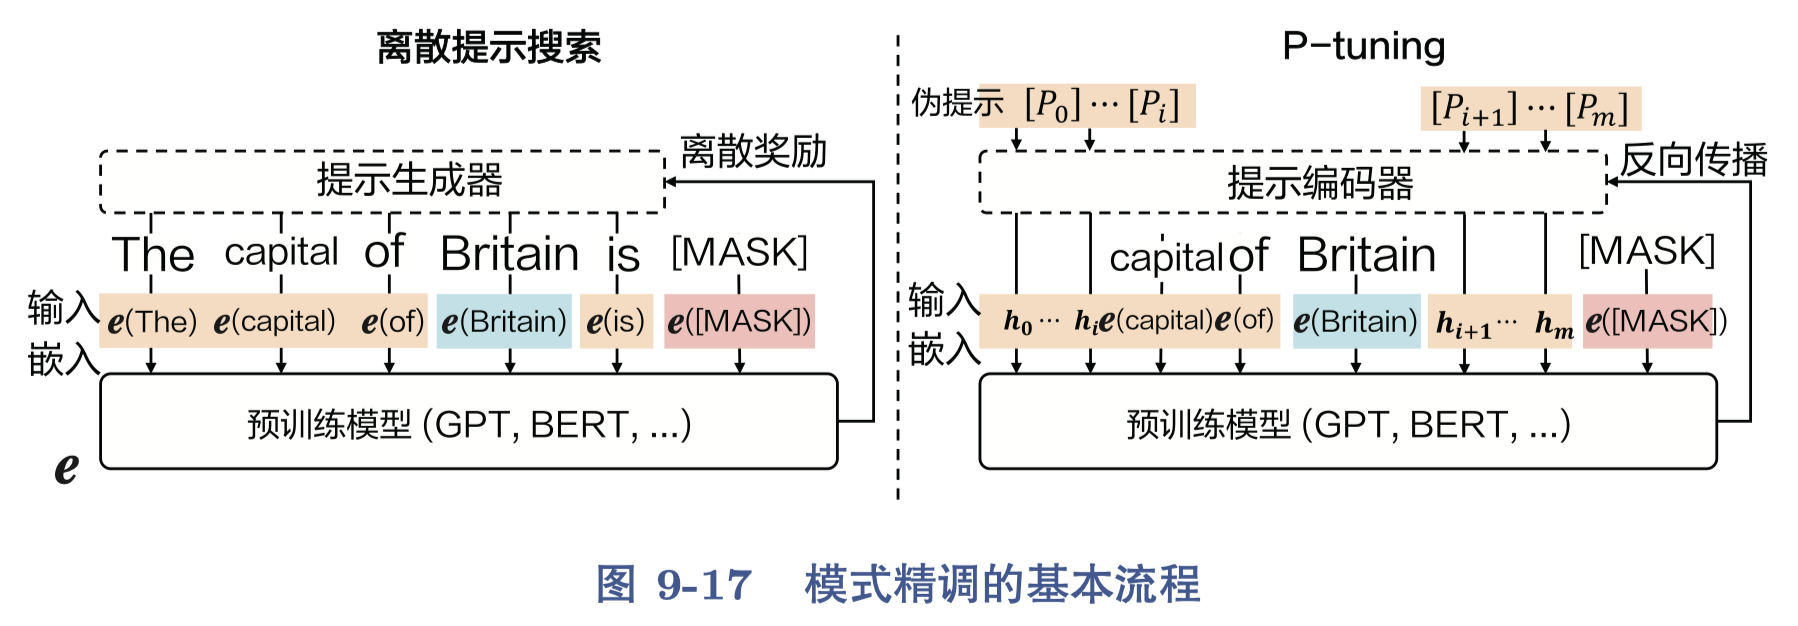 离散提示搜索
提示生成器
离散奖励
The capital of Britain is [MASK]
输入
嵌入
e(The) e(capital) e(of) e(Britain) e(is) e([MASK])
预训练模型 (GPT, BERT, ...)
e
P-tuning
伪提示 [P0] ··· [Pi] [Pi+1] ··· [Pm]
提示编码器
反向传播
capital of Britain [MASK]
输入
嵌入
h0 ··· hi e(capital) e(of) e(Britain) hi+1 ··· hm e([MASK])
预训练模型 (GPT, BERT, ...)
图 9-17 模式精调的基本流程